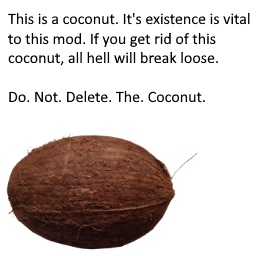 This is a coconut. It's existence is vital
to this mod. If you get rid of this
coconut, all hell will break loose.
Do. Not. Delete. The. Coconut.